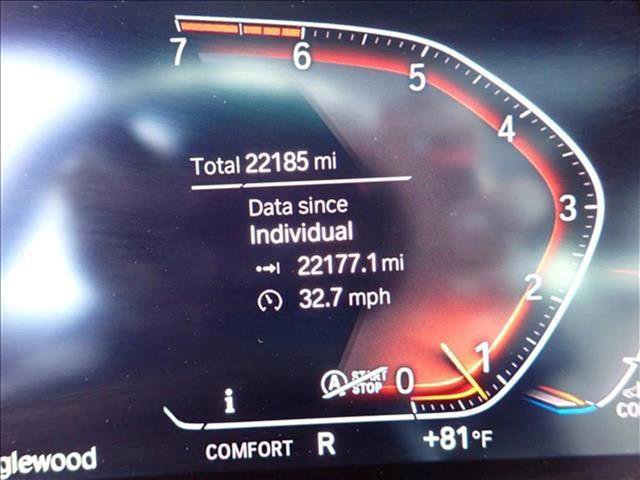 7 6 5 4 3 2 1 0
Total 22185 mi
Data since
Individual
22177.1 mi
32.7 mph
A START
STOP
i
COMFORT R +81°F
glewood